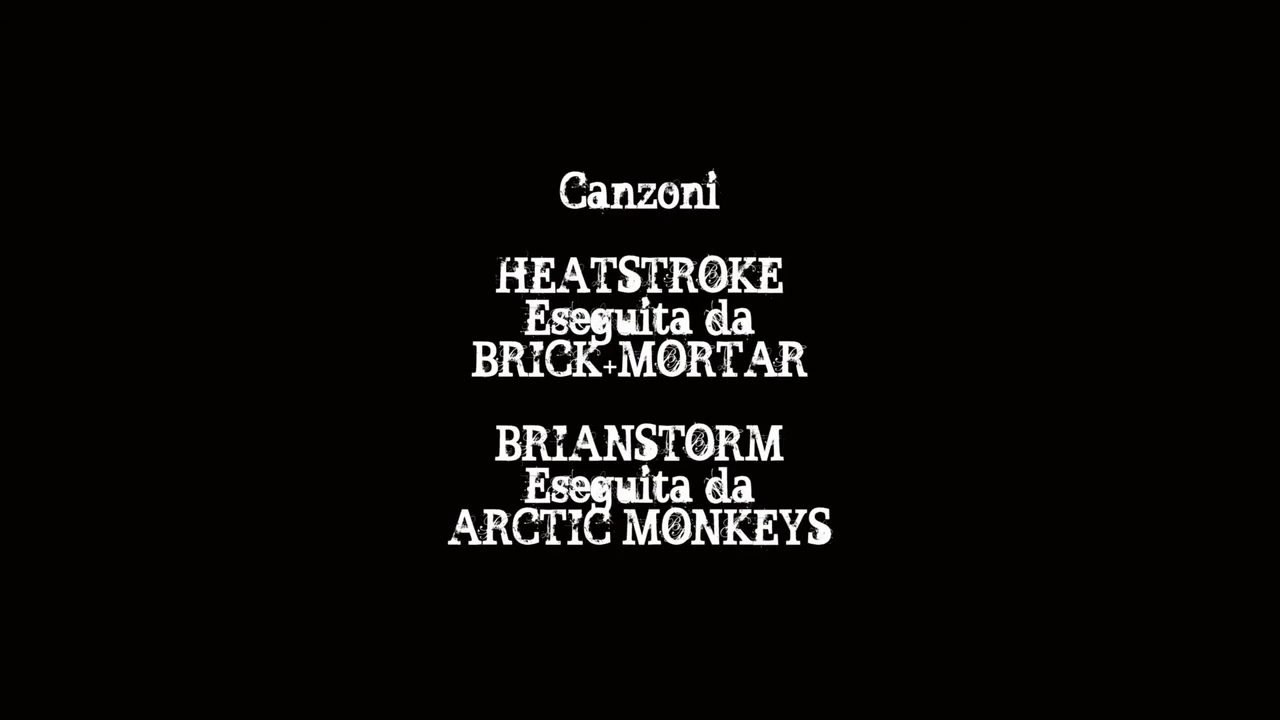 Canzoni
HEATSTROKE
Eseguita da
BRICK+MORTAR
BRIANSTORM
Eseguita da
ARCTIC MONKEYS